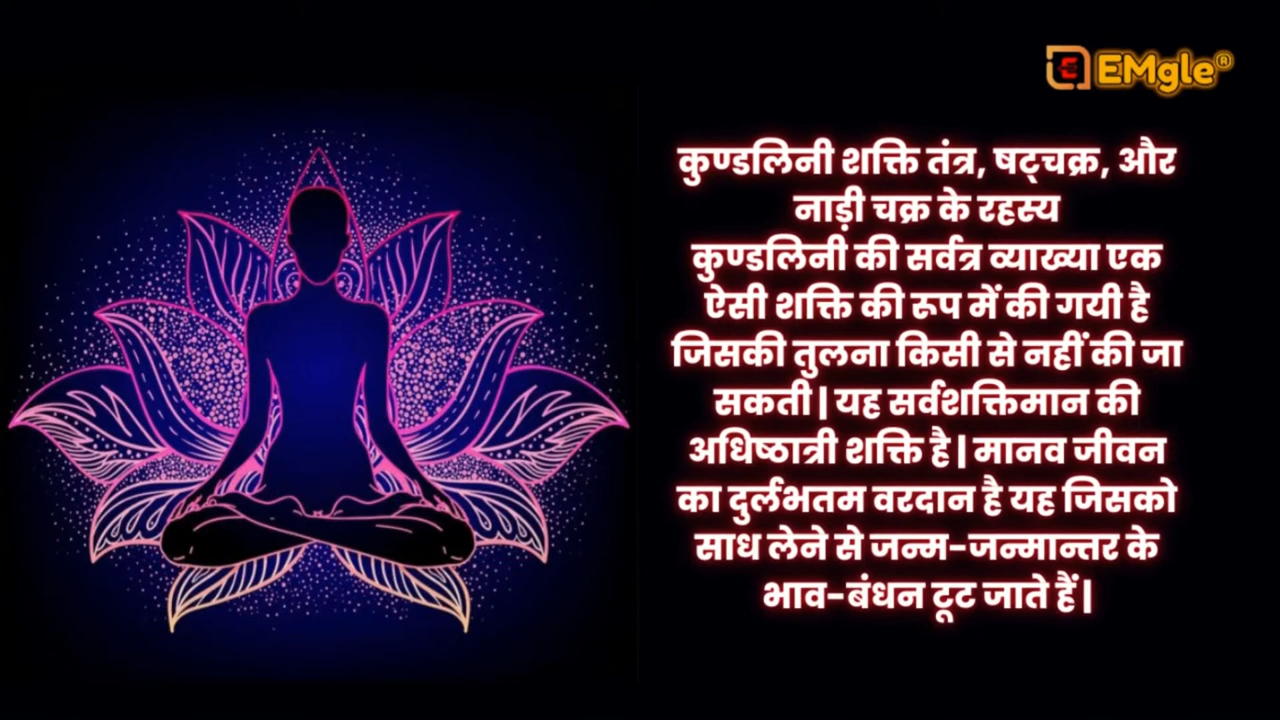 EMgle®
कुण्डलिनी शक्ति तंत्र, षट्चक्र, और
नाड़ी चक्र के रहस्य
कुण्डलिनी की सर्वत्र व्याख्या एक
ऐसी शक्ति की रूप में की गयी है
जिसकी तुलना किसी से नहीं की जा
सकती | यह सर्वशक्तिमान की
अधिष्ठात्री शक्ति है | मानव जीवन
का दुर्लभतम वरदान है यह जिसको
साध लेने से जन्म-जन्मान्तर के
भाव-बंधन टूट जाते हैं |